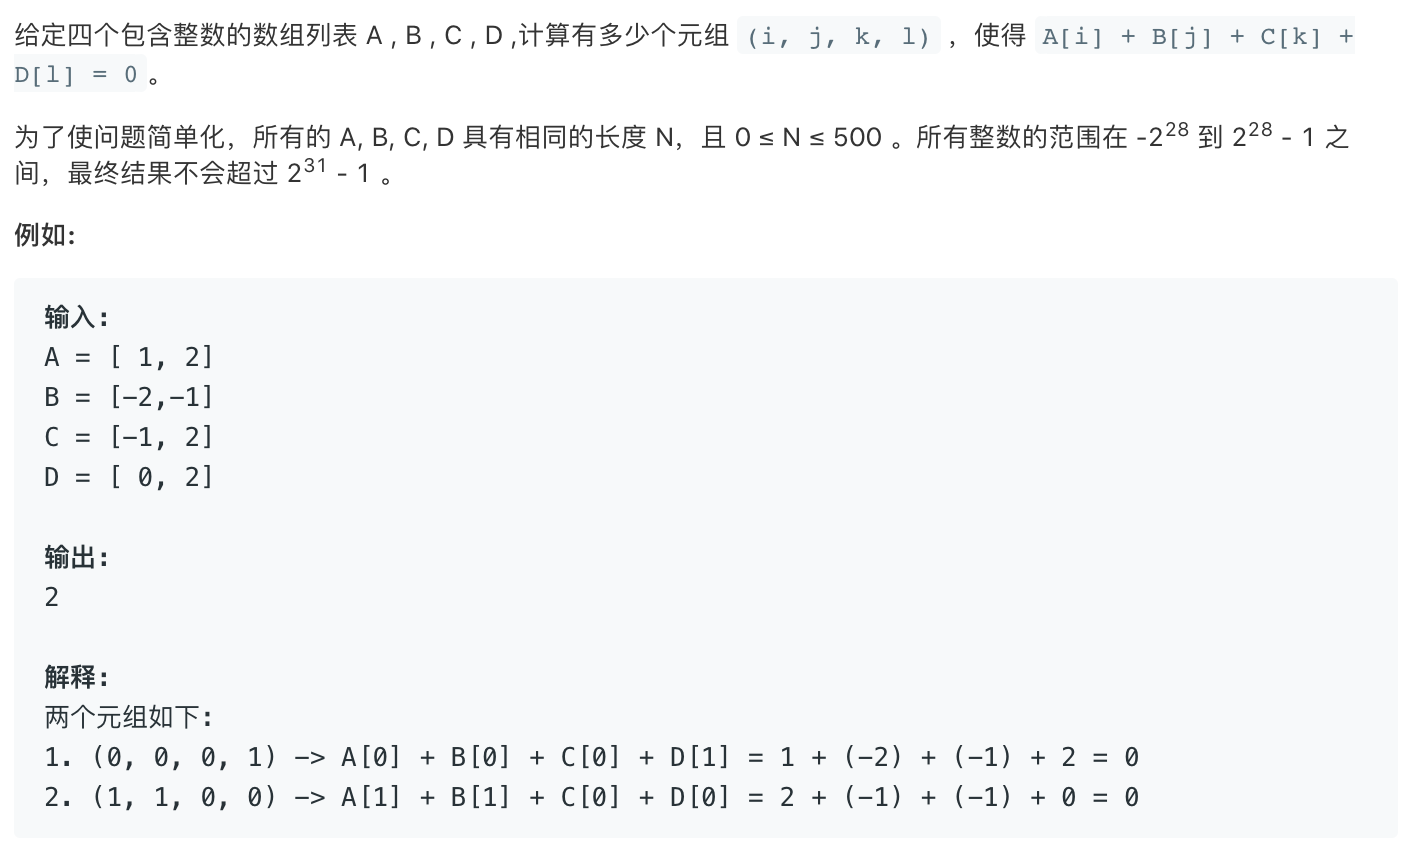 给定四个包含整数的数组列表 A , B , C , D ,计算有多少个元组 (i, j, k, l) ，使得 A[i] + B[j] + C[k] +
D[l] = 0 。
为了使问题简单化，所有的 A, B, C, D 具有相同的长度 N，且 0 ≤ N ≤ 500 。所有整数的范围在 -2²⁸ 到 2²⁸ - 1 之
间，最终结果不会超过 2³¹ - 1 。
例如:
输入:
A = [ 1, 2]
B = [-2,-1]
C = [-1, 2]
D = [ 0, 2]
输出:
2
解释:
两个元组如下:
1. (0, 0, 0, 1) -> A[0] + B[0] + C[0] + D[1] = 1 + (-2) + (-1) + 2 = 0
2. (1, 1, 0, 0) -> A[1] + B[1] + C[0] + D[0] = 2 + (-1) + (-1) + 0 = 0